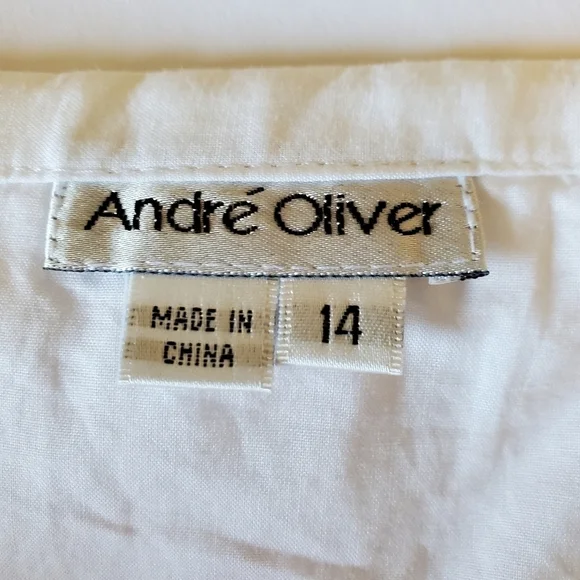 André Oliver
MADE IN
CHINA
14